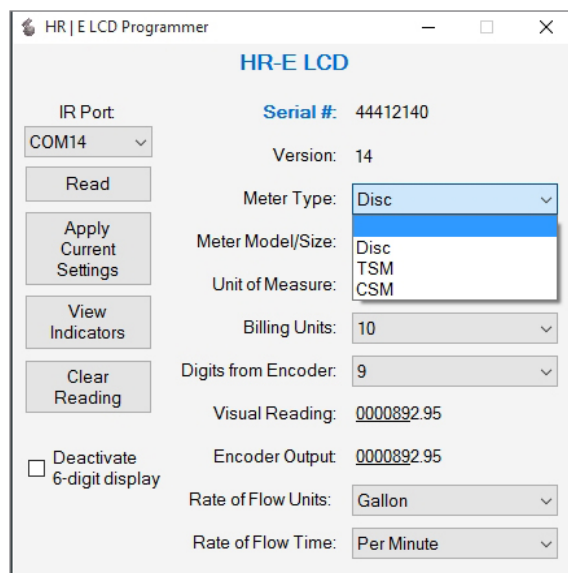 HR | E LCD Programmer
HR-E LCD
IR Port
COM14
Read
Apply
Current
Settings
View
Indicators
Clear
Reading
Deactivate
6-digit display
Serial #: 44412140
Version: 14
Meter Type: Disc
Disc
TSM
CSM
Meter Model/Size:
Unit of Measure:
Billing Units: 10
Digits from Encoder: 9
Visual Reading: 0000892.95
Encoder Output: 0000892.95
Rate of Flow Units: Gallon
Rate of Flow Time: Per Minute